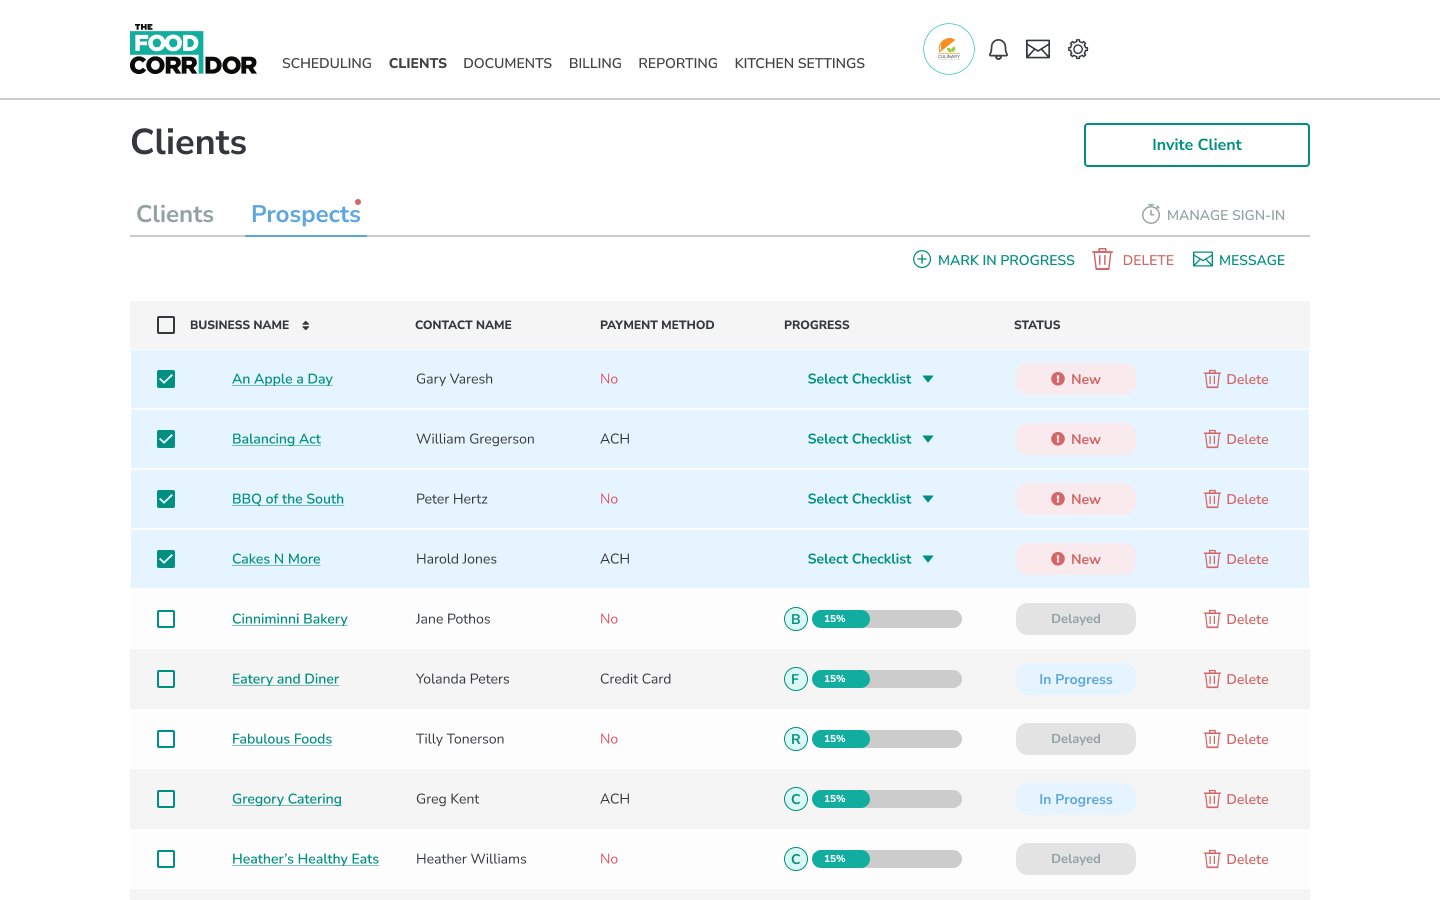 THE
FOOD
CORRIDOR
SCHEDULING CLIENTS DOCUMENTS BILLING REPORTING KITCHEN SETTINGS
CULINARY
Clients
Invite Client
Clients Prospects
MANAGE SIGN-IN
MARK IN PROGRESS DELETE MESSAGE
BUSINESS NAME CONTACT NAME PAYMENT METHOD PROGRESS STATUS
An Apple a Day Gary Varesh No Select Checklist New Delete
Balancing Act William Gregerson ACH Select Checklist New Delete
BBQ of the South Peter Hertz No Select Checklist New Delete
Cakes N More Harold Jones ACH Select Checklist New Delete
Cinniminni Bakery Jane Pothos No B 15% Delayed Delete
Eatery and Diner Yolanda Peters Credit Card F 15% In Progress Delete
Fabulous Foods Tilly Tonerson No R 15% Delayed Delete
Gregory Catering Greg Kent ACH C 15% In Progress Delete
Heather’s Healthy Eats Heather Williams No C 15% Delayed Delete